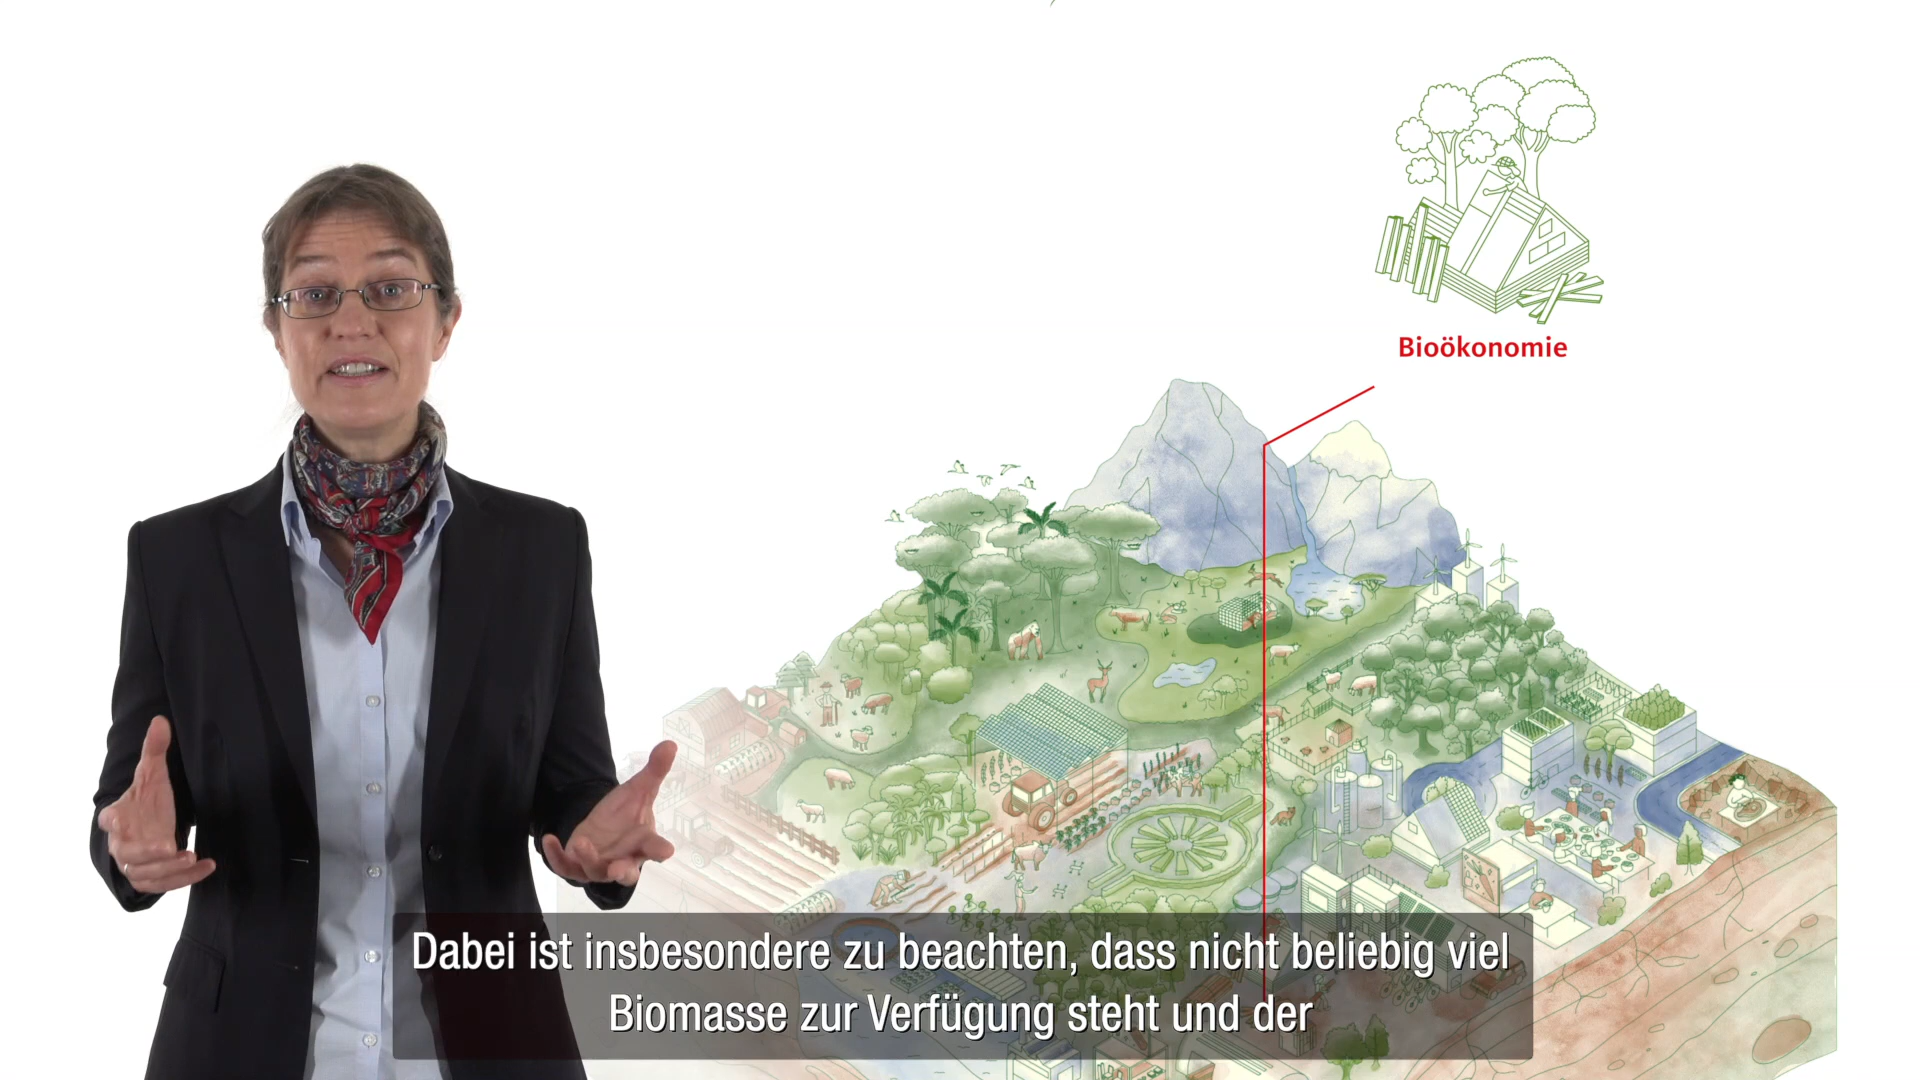 Bioökonomie
Dabei ist insbesondere zu beachten, dass nicht beliebig viel
Biomasse zur Verfügung steht und der